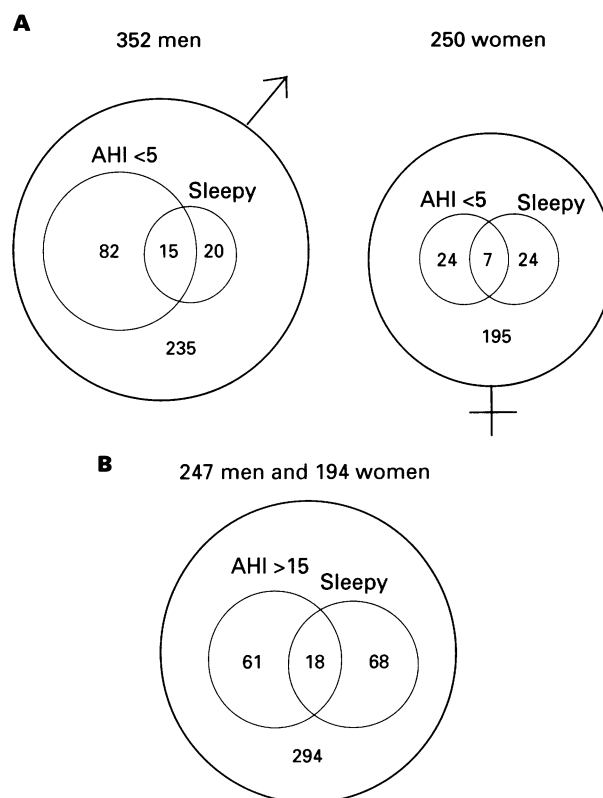 A
352 men
250 women
AHI <5
Sleepy
82
15
20
235
AHI <5
Sleepy
24
7
24
195
B
247 men and 194 women
AHI >15
Sleepy
61
18
68
294